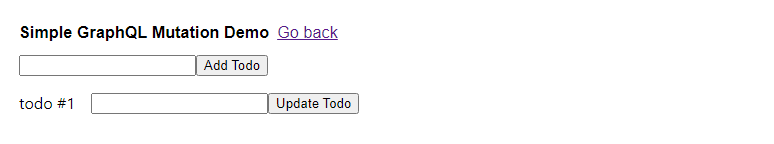 Simple GraphQL Mutation Demo Go back
Add Todo
todo #1 Update Todo